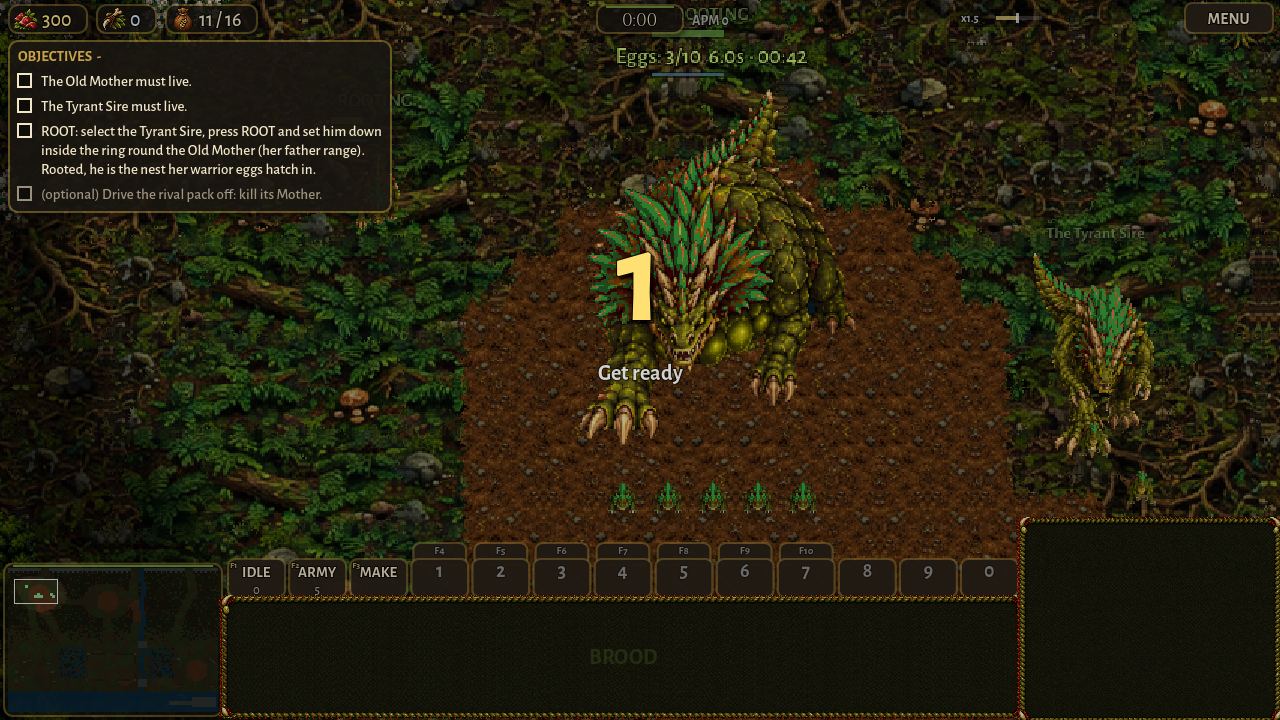 300
0
11 / 16
0:00
APM 0
ROOTING
x1.5
MENU
Eggs: 3/10 6.0s · 00:42
OBJECTIVES -
The Old Mother must live.
The Tyrant Sire must live.
ROOT: select the Tyrant Sire, press ROOT and set him down
inside the ring round the Old Mother (her father range).
Rooted, he is the nest her warrior eggs hatch in.
(optional) Drive the rival pack off: kill its Mother.
ROOTING
The Tyrant Sire
1
Get ready
F1 IDLE 0
F2 ARMY 5
F3 MAKE
F4 1
F5 2
F6 3
F7 4
F8 5
F9 6
F10 7
8
9
0
BROOD